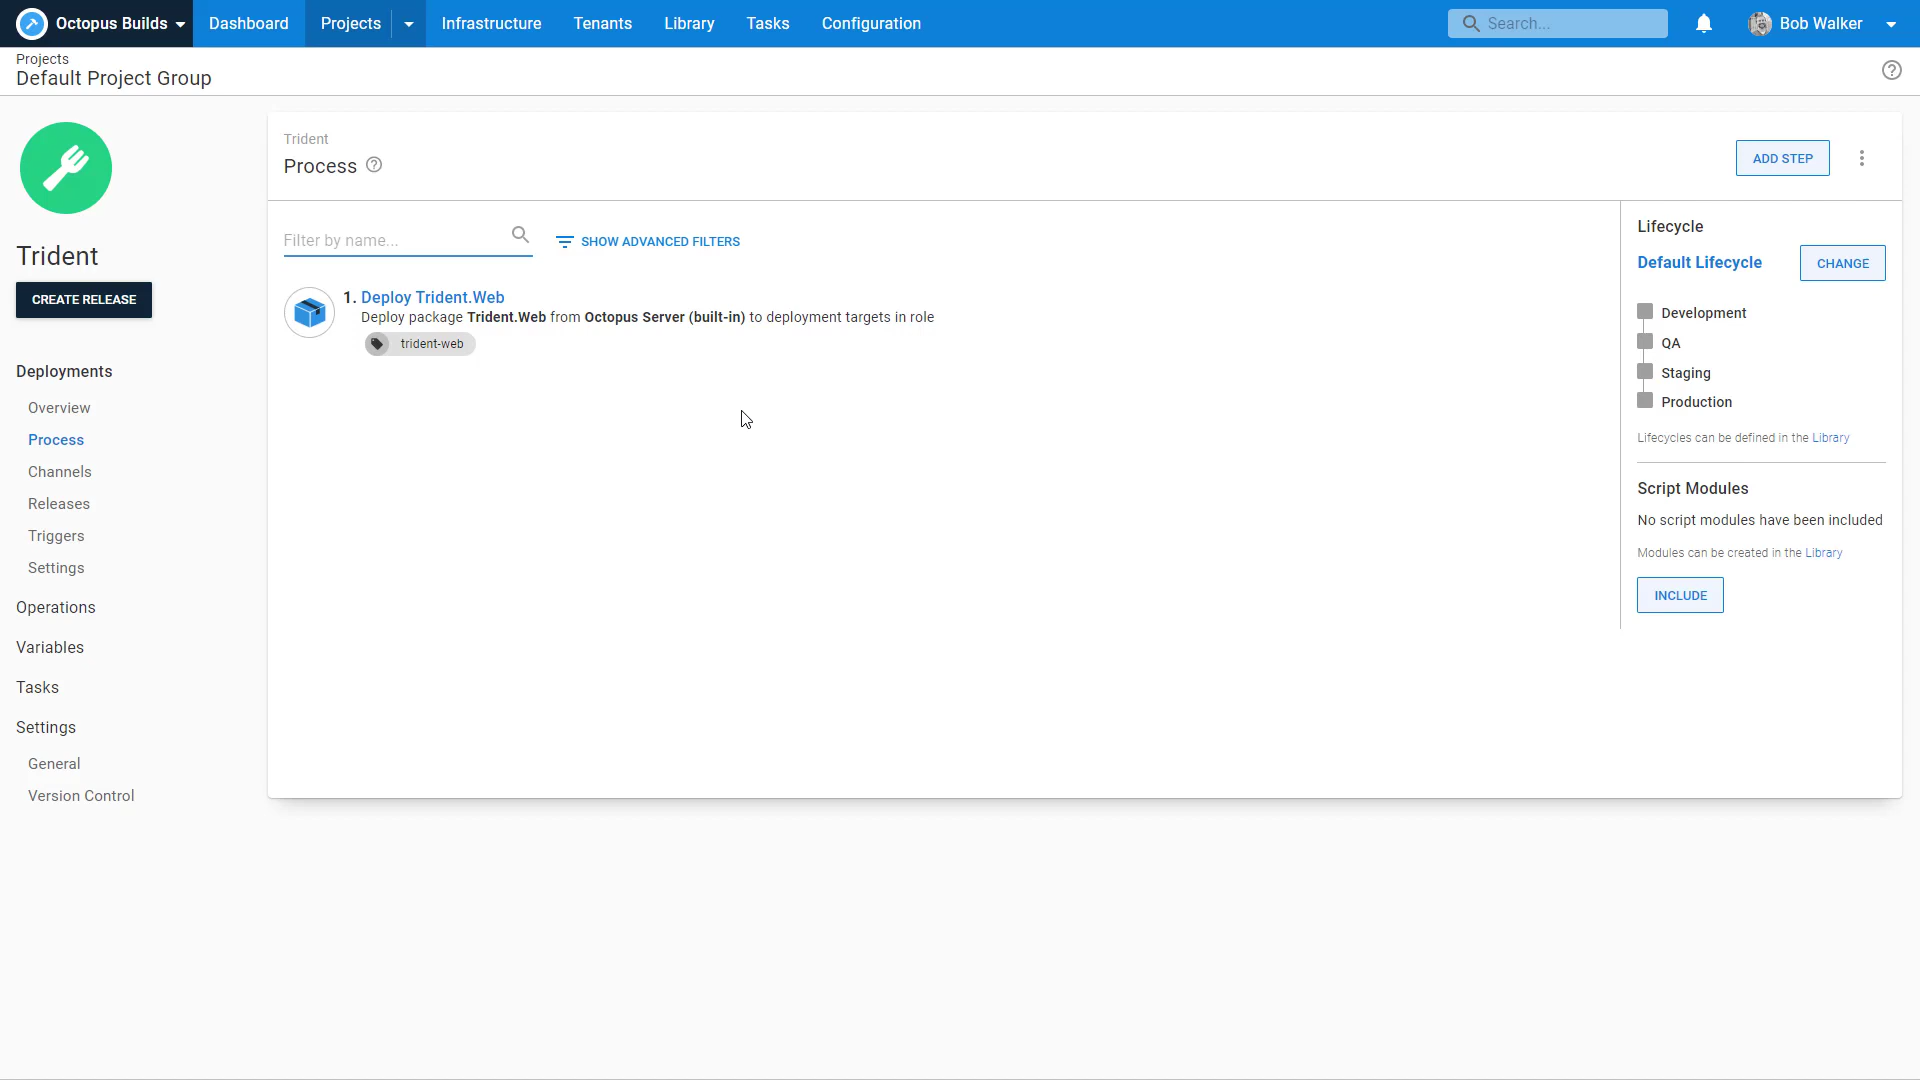 Octopus Builds
Dashboard
Projects
Infrastructure
Tenants
Library
Tasks
Configuration
Search...
Bob Walker
Projects
Default Project Group
Trident
CREATE RELEASE
Deployments
Overview
Process
Channels
Releases
Triggers
Settings
Operations
Variables
Tasks
Settings
General
Version Control
Trident
Process
ADD STEP
Filter by name...
SHOW ADVANCED FILTERS
1. Deploy Trident.Web
Deploy package Trident.Web from Octopus Server (built-in) to deployment targets in role
trident-web
Lifecycle
Default Lifecycle
CHANGE
Development
QA
Staging
Production
Lifecycles can be defined in the Library
Script Modules
No script modules have been included
Modules can be created in the Library
INCLUDE